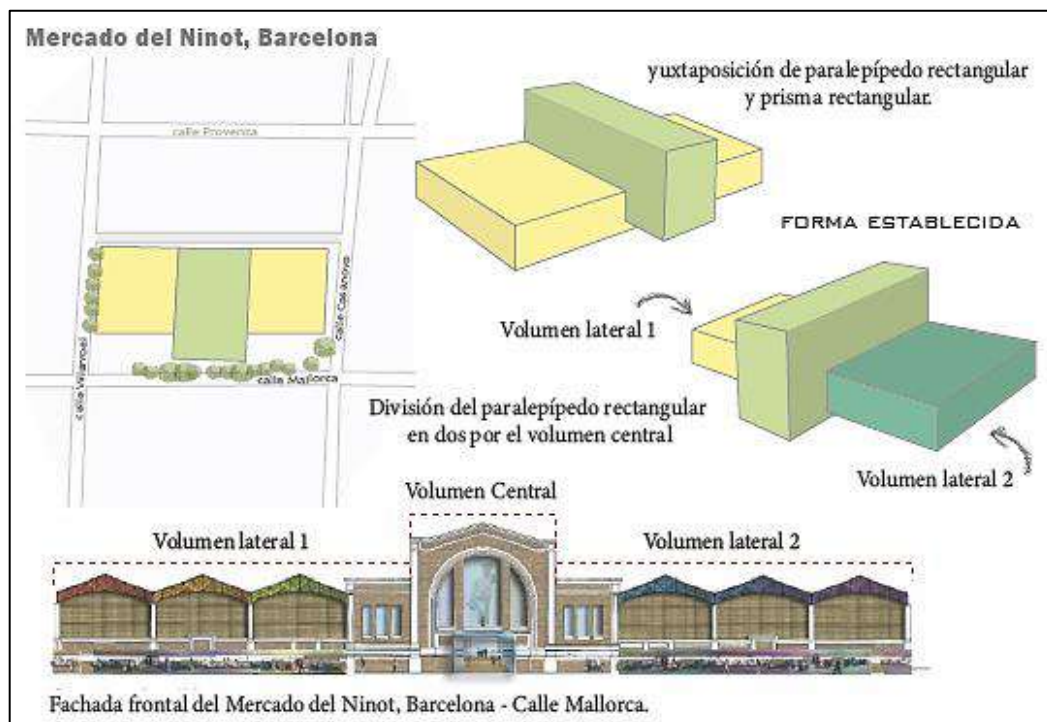 Mercado del Ninot, Barcelona
yuxtaposición de paralepípedo rectangular
y prisma rectangular.
calle Provenza
FORMA ESTABLECIDA
calle Casanova
calle Villarroel
calle Mallorca
Volumen lateral 1
División del paralepípedo rectangular
en dos por el volumen central
Volumen lateral 2
Volumen Central
Volumen lateral 1
Volumen lateral 2
Fachada frontal del Mercado del Ninot, Barcelona - Calle Mallorca.